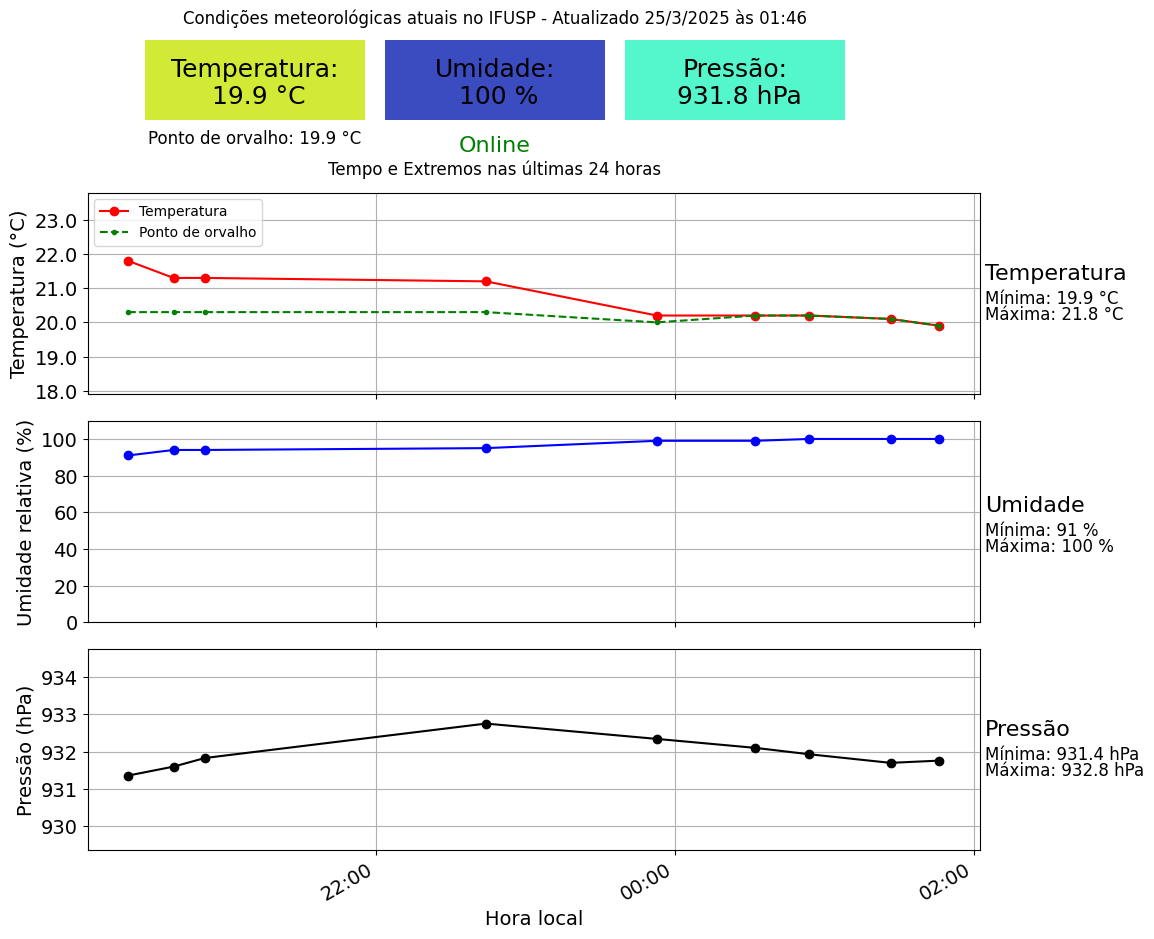 Condições meteorológicas atuais no IFUSP - Atualizado 25/3/2025 às 01:46
Temperatura:
19.9 °C
Umidade:
100 %
Pressão:
931.8 hPa
Ponto de orvalho: 19.9 °C
Online
Tempo e Extremos nas últimas 24 horas
Temperatura (°C)
23.0
22.0
21.0
20.0
19.0
18.0
Temperatura
Ponto de orvalho
Temperatura
Mínima: 19.9 °C
Máxima: 21.8 °C
Umidade relativa (%)
100
80
60
40
20
0
Umidade
Mínima: 91 %
Máxima: 100 %
Pressão (hPa)
934
933
932
931
930
Pressão
Mínima: 931.4 hPa
Máxima: 932.8 hPa
22:00
00:00
02:00
Hora local